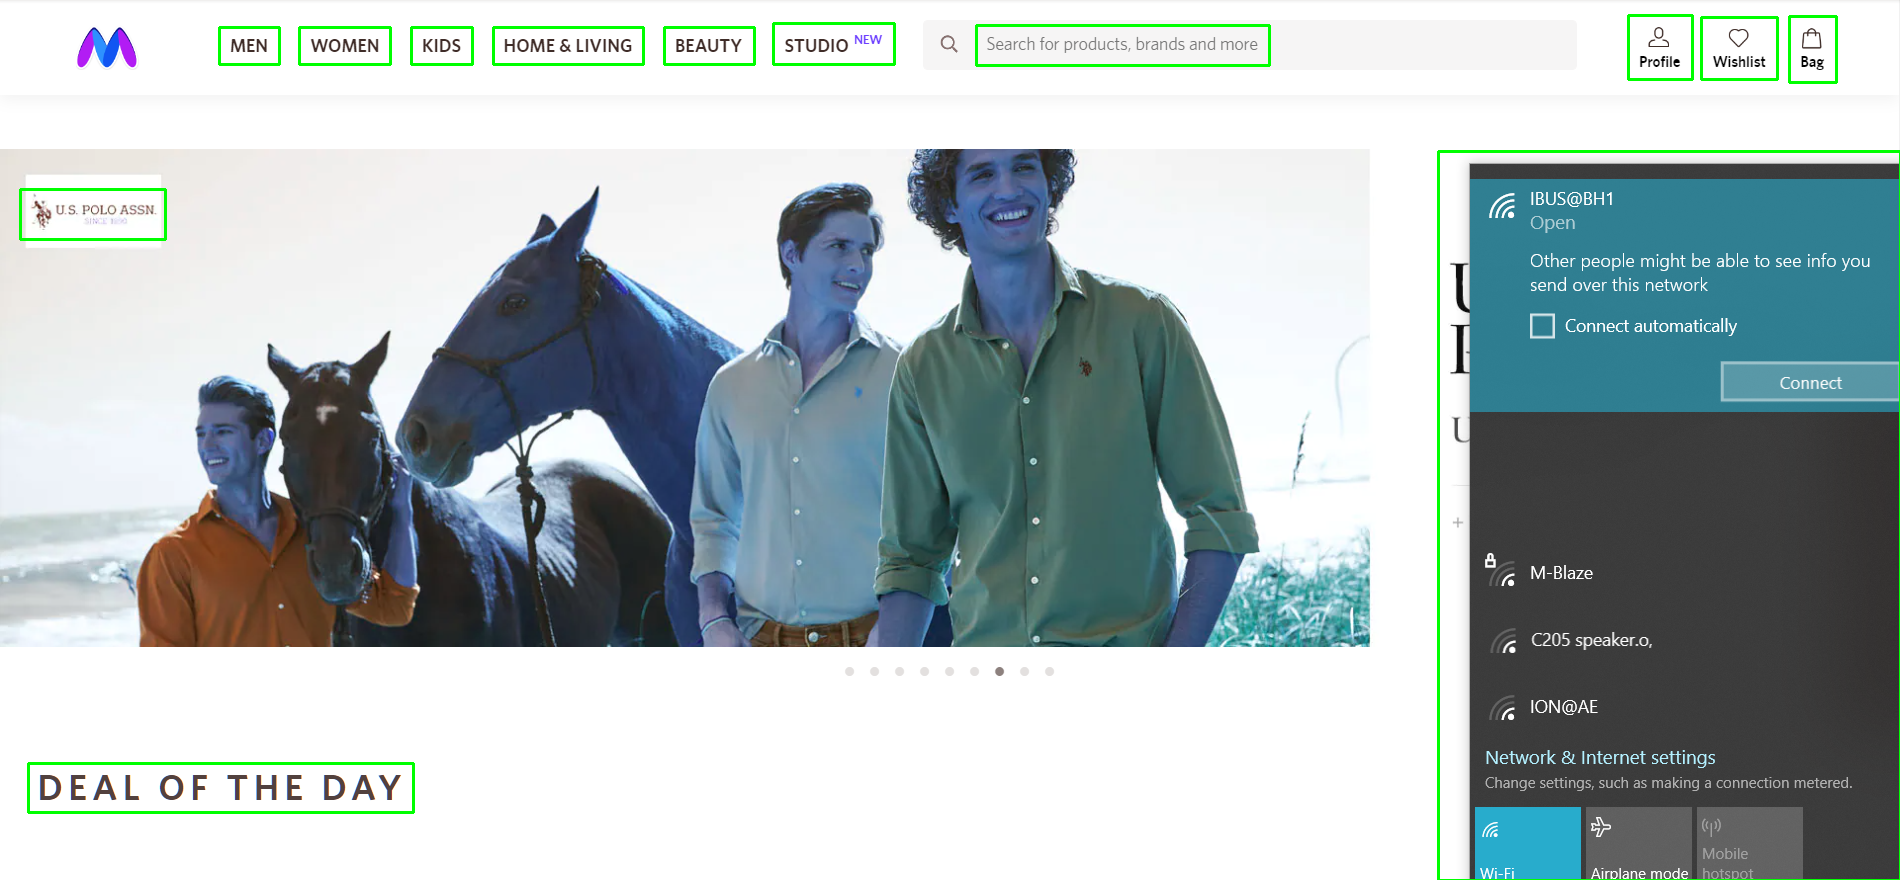 MEN WOMEN KIDS HOME & LIVING BEAUTY STUDIO NEW
Search for products, brands and more
Profile Wishlist Bag
U.S. POLO ASSN.
SINCE 1890
IBUS@BH1
Open
Other people might be able to see info you
send over this network
Connect automatically
Connect
M-Blaze
C205 speaker.o,
ION@AE
Network & Internet settings
Change settings, such as making a connection metered.
Wi-Fi
Airplane mode
Mobile
hotspot
DEAL OF THE DAY